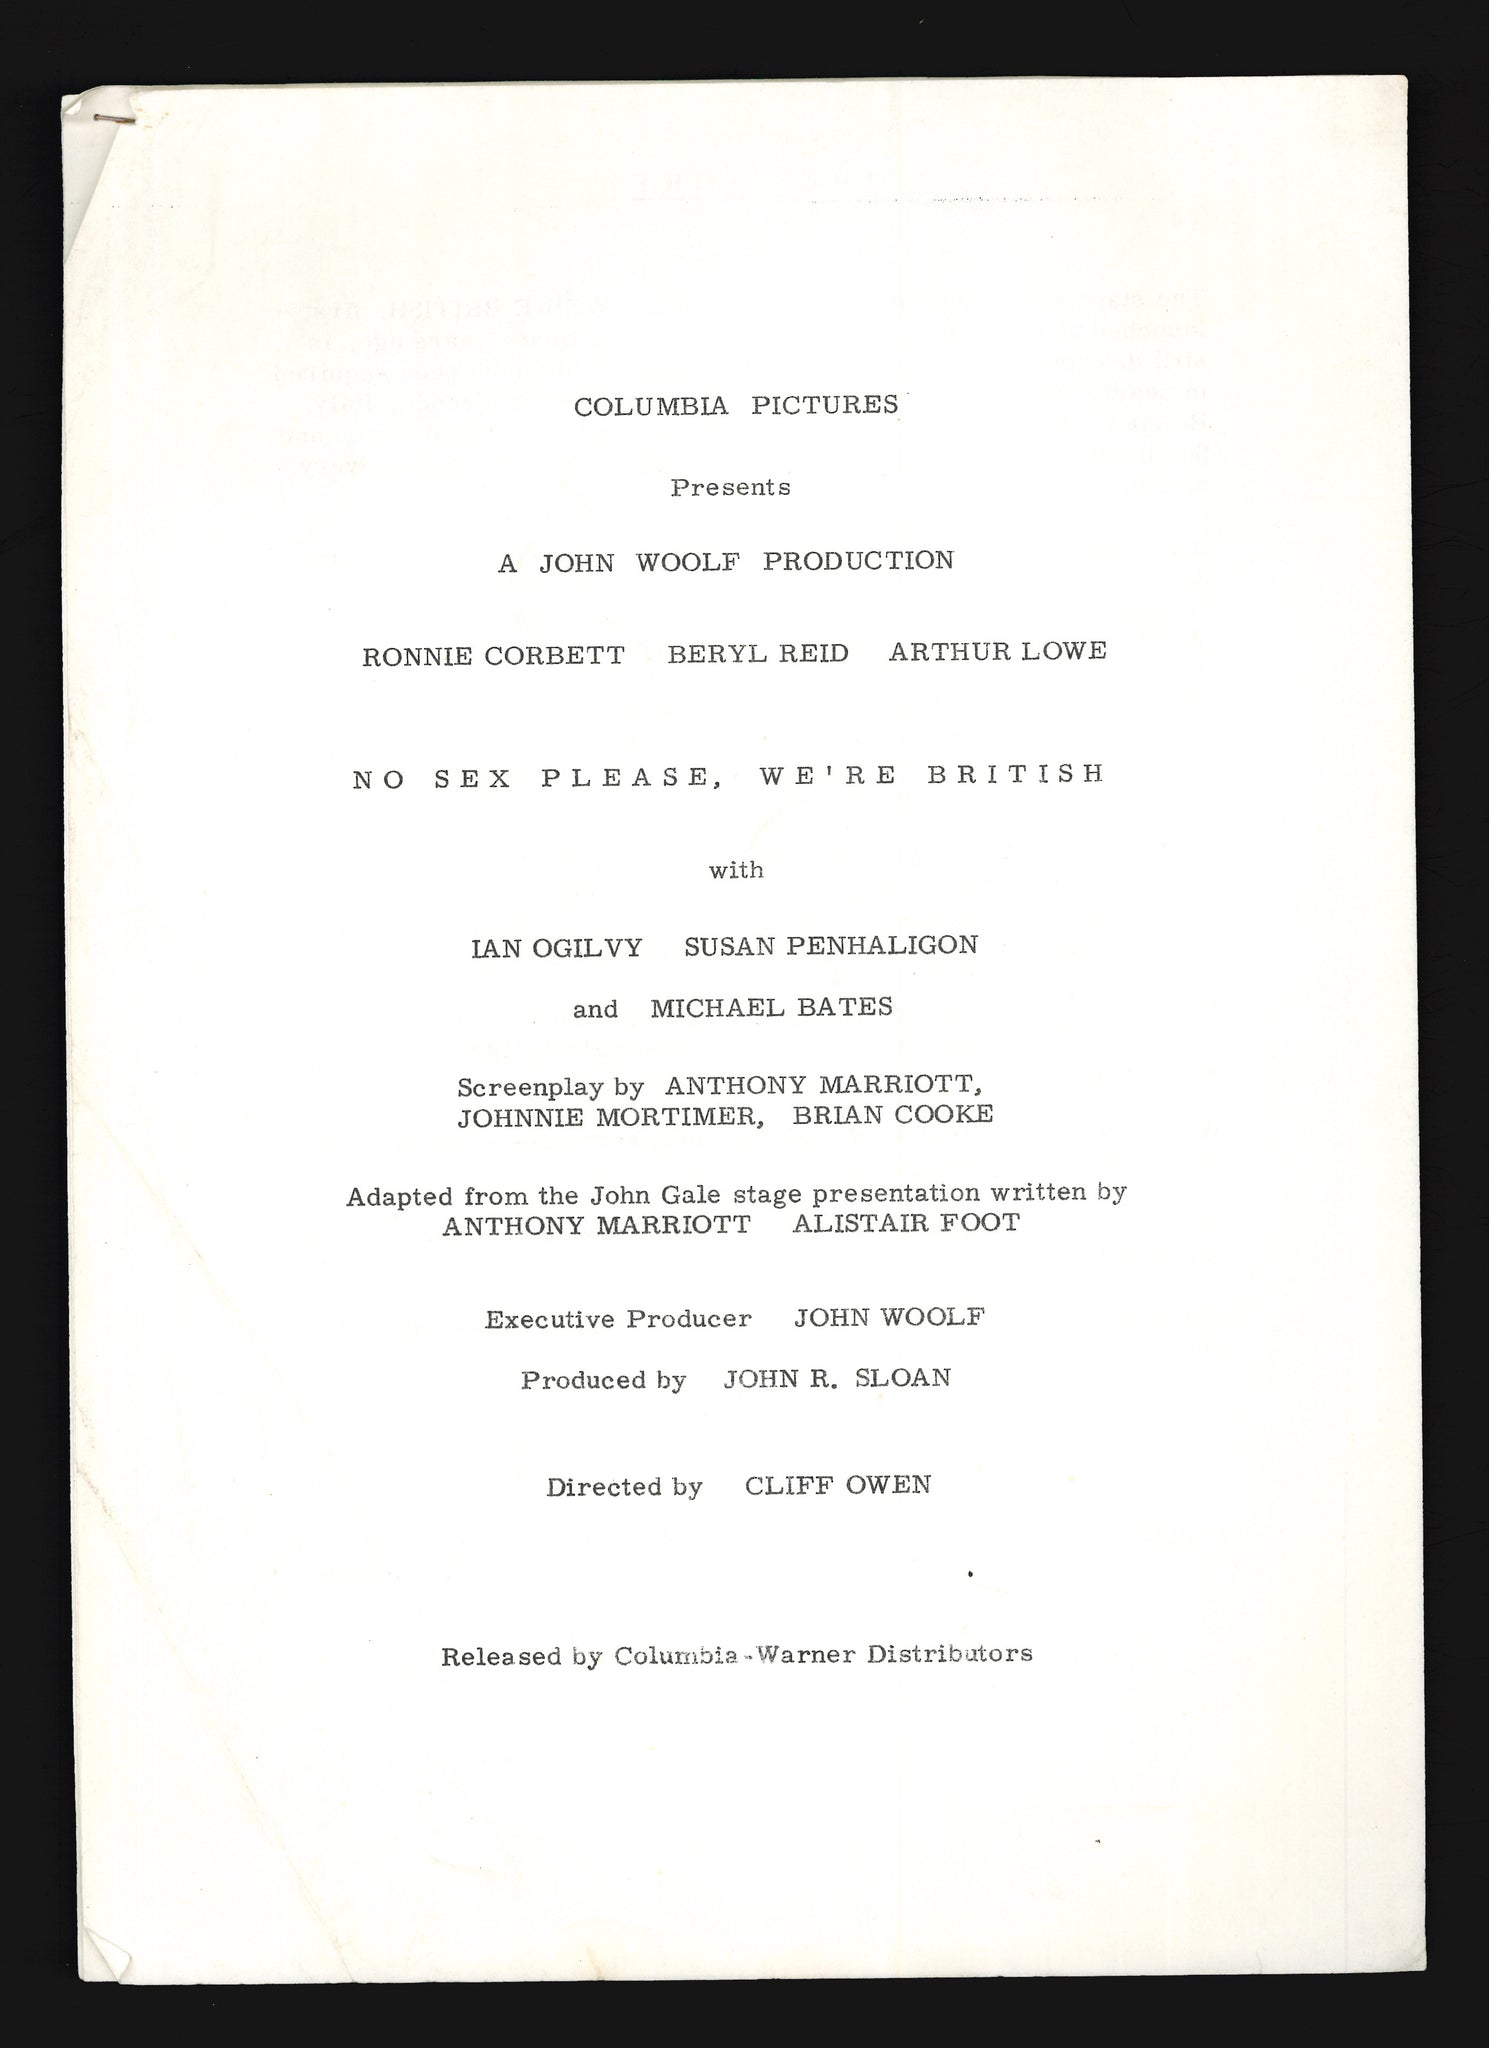 COLUMBIA PICTURES
Presents
A JOHN WOOLF PRODUCTION
RONNIE CORBETT BERYL REID ARTHUR LOWE
NO SEX PLEASE, WE'RE BRITISH
with
IAN OGILVY SUSAN PENHALIGON
and MICHAEL BATES
Screenplay by ANTHONY MARRIOTT,
JOHNNIE MORTIMER, BRIAN COOKE
Adapted from the John Gale stage presentation written by
ANTHONY MARRIOTT ALISTAIR FOOT
Executive Producer JOHN WOOLF
Produced by JOHN R. SLOAN
Directed by CLIFF OWEN
Released by Columbia-Warner Distributors